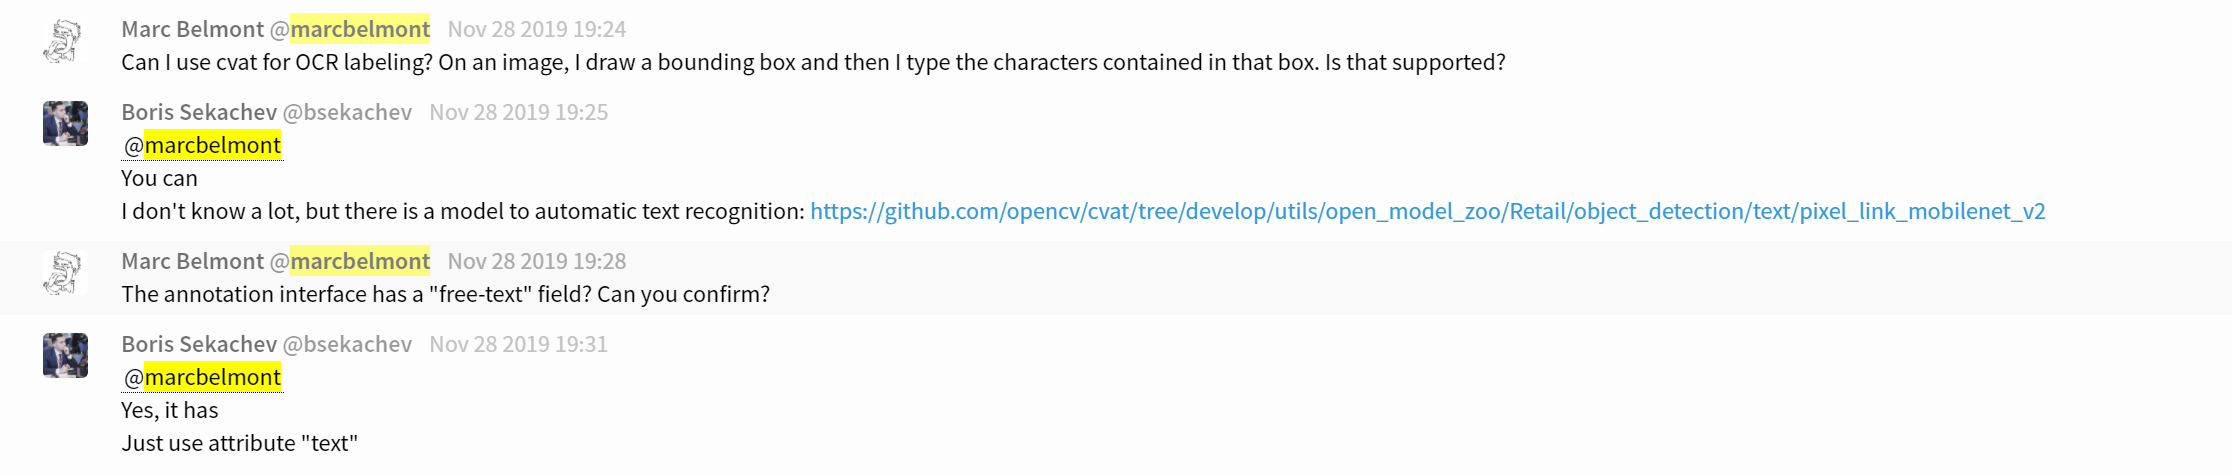 Marc Belmont @marcbelmont Nov 28 2019 19:24
Can I use cvat for OCR labeling? On an image, I draw a bounding box and then I type the characters contained in that box. Is that supported?
Boris Sekachev @bsekachev Nov 28 2019 19:25
@marcbelmont
You can
I don't know a lot, but there is a model to automatic text recognition: https://github.com/opencv/cvat/tree/develop/utils/open_model_zoo/Retail/object_detection/text/pixel_link_mobilenet_v2
Marc Belmont @marcbelmont Nov 28 2019 19:28
The annotation interface has a "free-text" field? Can you confirm?
Boris Sekachev @bsekachev Nov 28 2019 19:31
@marcbelmont
Yes, it has
Just use attribute "text"